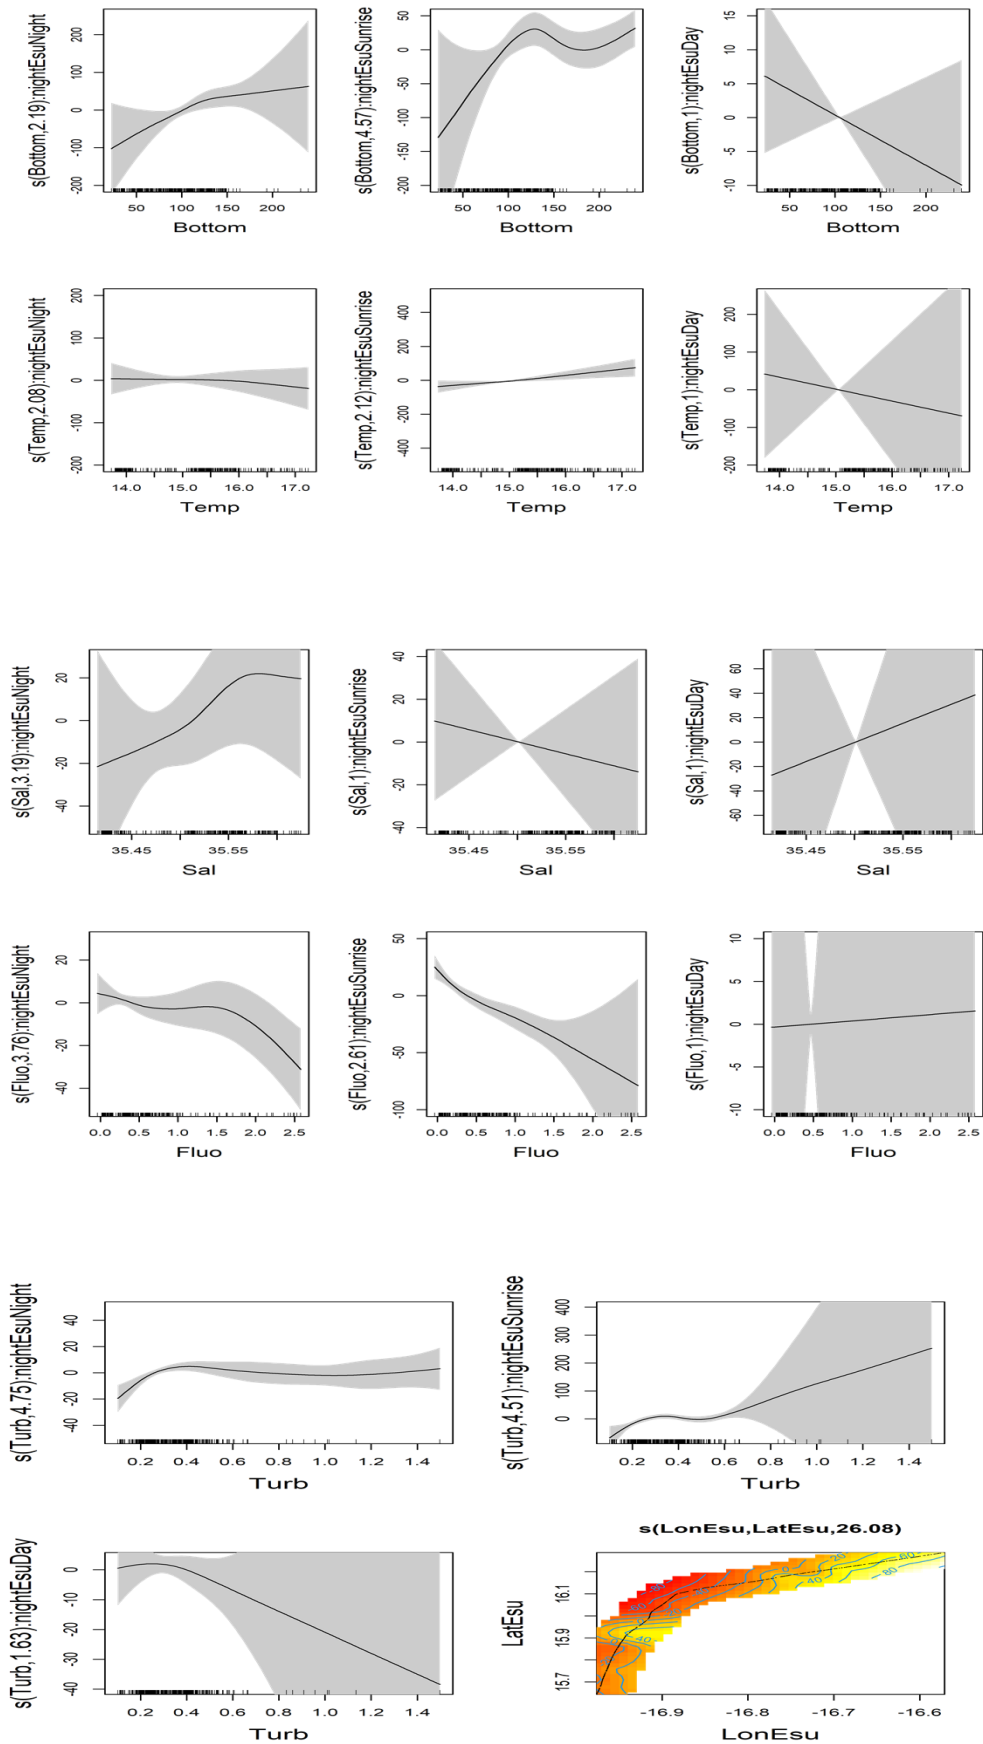 s(Bottom,2.19):nightEsuNight
-200 -100 0 100 200
50 100 150 200
Bottom
s(Bottom,4.57):nightEsuSunrise
-200 -150 -100 -50 0 50
50 100 150 200
Bottom
s(Bottom,1):nightEsuDay
-10 -5 0 5 10 15
50 100 150 200
Bottom
s(Temp,2.08):nightEsuNight
-200 -100 0 100 200
14.0 15.0 16.0 17.0
Temp
s(Temp,2.12):nightEsuSunrise
400 200 0 200 400
14.0 15.0 16.0 17.0
Temp
s(Temp,1):nightEsuDay
-200 -100 0 100 200
14.0 15.0 16.0 17.0
Temp
s(Sal,3.19):nightEsuNight
40 -20 0 20
35.45 35.55
Sal
s(Sal,1):nightEsuSunrise
-40 -20 0 20 40
35.45 35.55
Sal
s(Sal,1):nightEsuDay
-60 -40 -20 0 20 40 60
35.45 35.55
Sal
s(Fluo,3.76):nightEsuNight
40 -20 0 20
0.0 0.5 1.0 1.5 2.0 2.5
Fluo
s(Fluo,2.61):nightEsuSunrise
-100 -50 0 50
0.0 0.5 1.0 1.5 2.0 2.5
Fluo
s(Fluo,1):nightEsuDay
-10 -5 0 5 10
0.0 0.5 1.0 1.5 2.0 2.5
Fluo
s(Turb,4.75):nightEsuNight
-40 -20 0 20 40
0.2 0.4 0.6 0.8 1.0 1.2 1.4
Turb
s(Turb,4.51):nightEsuSunrise
0 100 200 300 400
0.2 0.4 0.6 0.8 1.0 1.2 1.4
Turb
s(Turb,1.63):nightEsuDay
-40 -30 -20 -10 0
0.2 0.4 0.6 0.8 1.0 1.2 1.4
Turb
s(LonEsu,LatEsu,26.08)
LatEsu
15.7 15.9 16.1
-16.9 -16.8 -16.7 -16.6
LonEsu